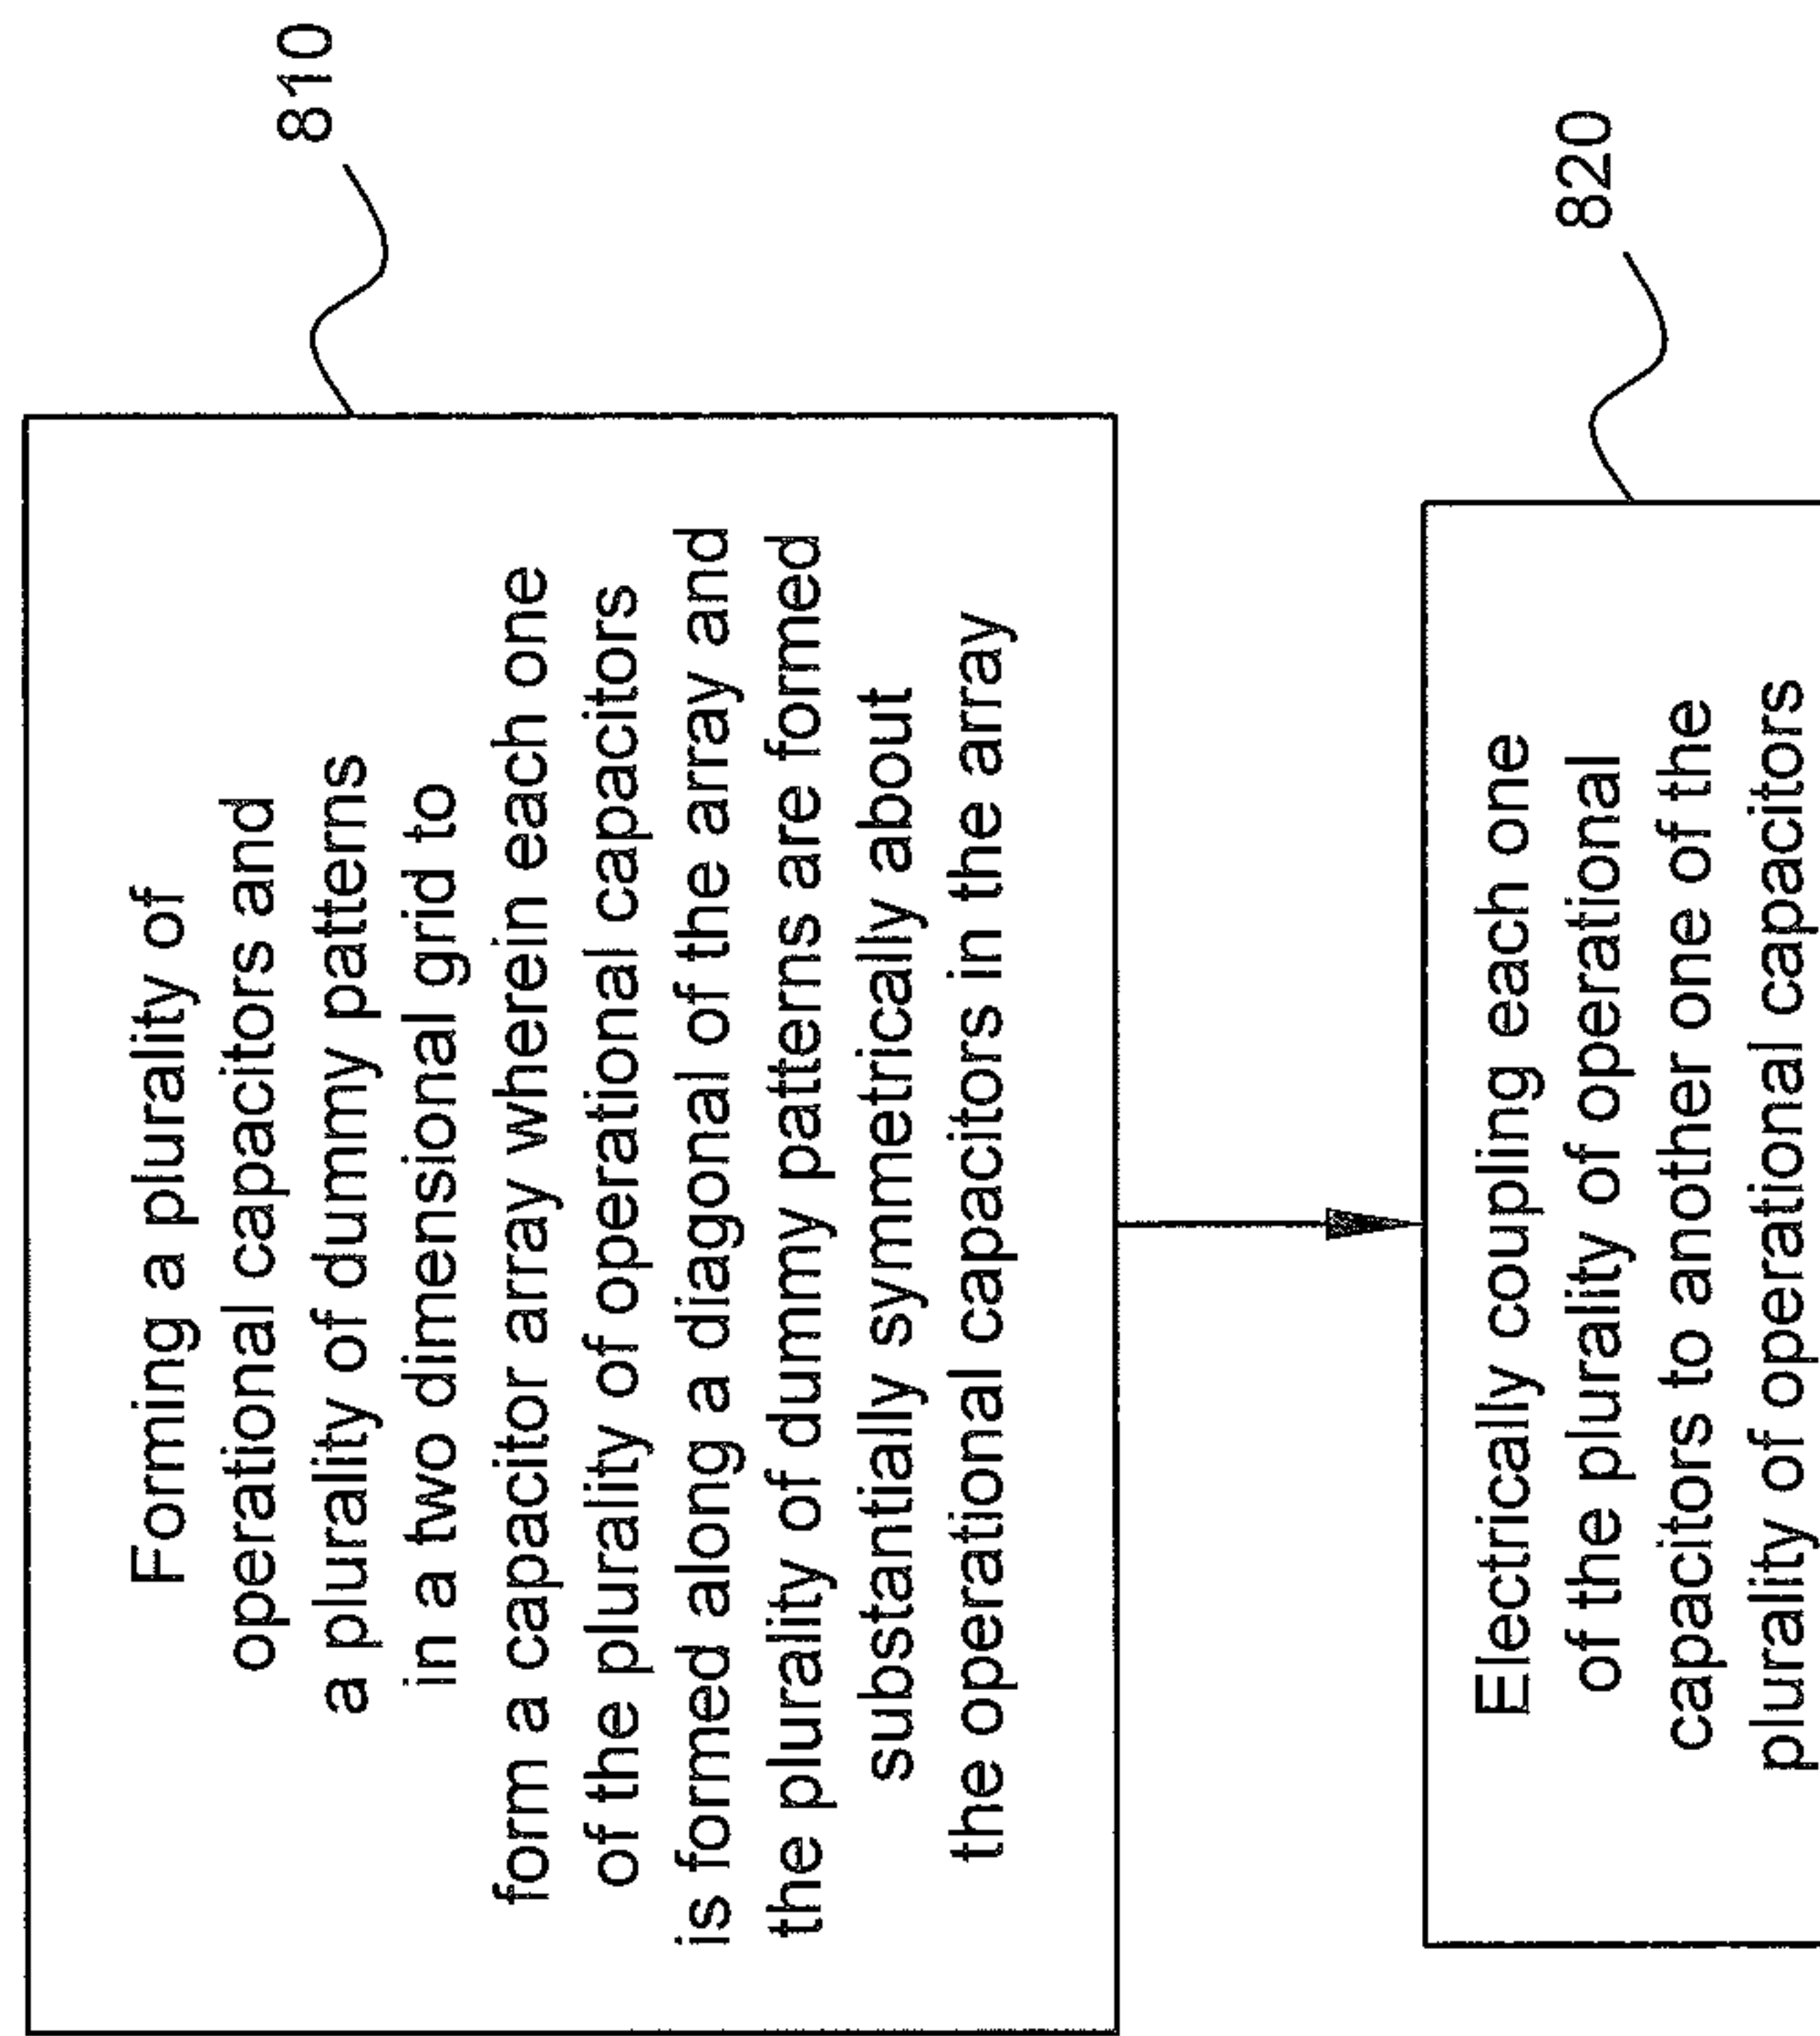 Forming a plurality of
operational capacitors and
a plurality of dummy patterns
in a two dimensional grid to
form a capacitor array wherein each one
of the plurality of operational capacitors
is formed along a diagonal of the array and
the plurality of dummy patterns are formed
substantially symmetrically about
the operational capacitors in the array
810
Electrically coupling each one
of the plurality of operational
capacitors to another one of the
plurality of operational capacitors
820